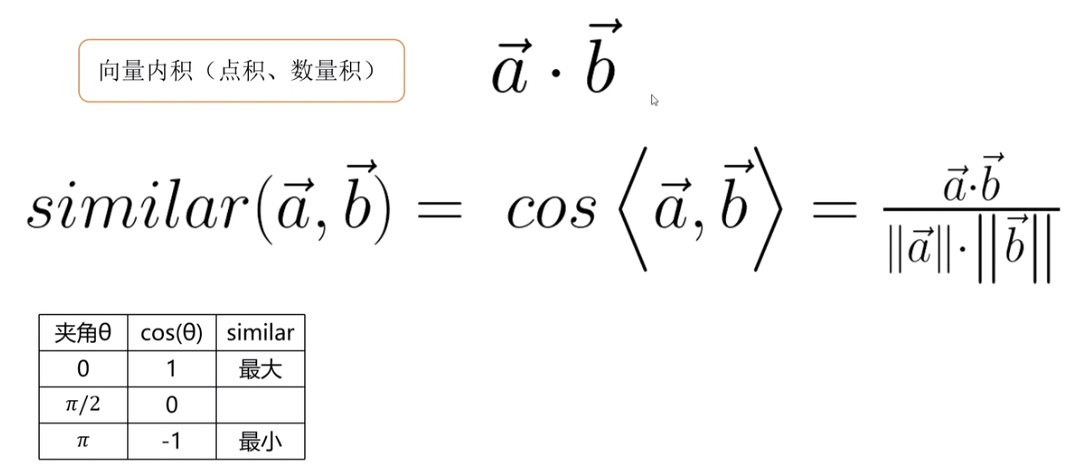 向量内积（点积、数量积）
$\vec{a} \cdot \vec{b}$
$similar(\vec{a}, \vec{b}) = cos \left\langle \vec{a}, \vec{b} \right\rangle = \frac{\vec{a} \cdot \vec{b}}{||\vec{a}|| \cdot ||\vec{b}||}$
夹角θ cos(θ) similar
0 1 最大
π/2 0
π -1 最小